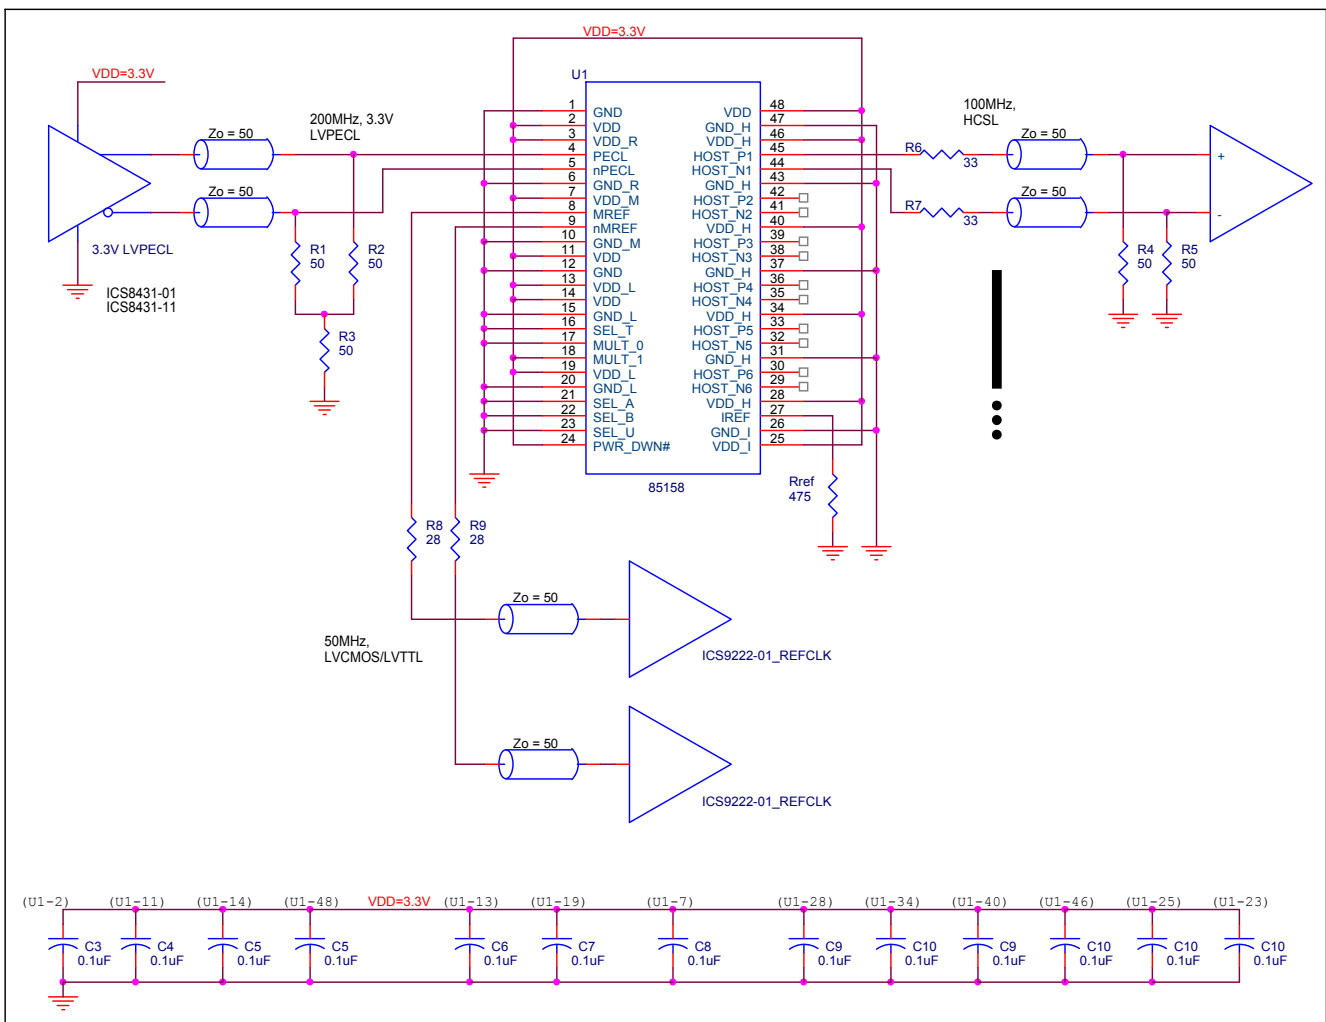 VDD=3.3V
VDD=3.3V
U1
200MHz, 3.3V
LVPECL
100MHz,
HCSL
Zo = 50
Zo = 50
3.3V LVPECL
ICS8431-01
ICS8431-11
R1
50
R2
50
R3
50
1 GND
2 VDD
3 VDD_R
4 PECL
5 nPECL
6 GND_R
7 VDD_M
8 MREF
9 nMREF
10 GND_M
11 VDD
12 GND
13 VDD_L
14 VDD
15 GND_L
16 SEL_T
17 MULT_0
18 MULT_1
19 VDD_L
20 GND_L
21 SEL_A
22 SEL_B
23 SEL_U
24 PWR_DWN#
VDD 48
GND_H 47
VDD_H 46
HOST_P1 45
HOST_N1 44
GND_H 43
HOST_P2 42
HOST_N2 41
VDD_H 40
HOST_P3 39
HOST_N3 38
GND_H 37
HOST_P4 36
HOST_N4 35
VDD_H 34
HOST_P5 33
HOST_N5 32
GND_H 31
HOST_P6 30
HOST_N6 29
VDD_H 28
IREF 27
GND_I 26
VDD_I 25
85158
R6
33
R7
33
Zo = 50
Zo = 50
+
-
R4
50
R5
50
Rref
475
R8
28
R9
28
50MHz,
LVCMOS/LVTTL
Zo = 50
ICS9222-01_REFCLK
Zo = 50
ICS9222-01_REFCLK
(U1-2) (U1-11) (U1-14) (U1-48) VDD=3.3V (U1-13) (U1-19) (U1-7) (U1-28) (U1-34) (U1-40) (U1-46) (U1-25) (U1-23)
C3 C4 C5 C5 C6 C7 C8 C9 C10 C9 C10 C10 C10
0.1uF 0.1uF 0.1uF 0.1uF 0.1uF 0.1uF 0.1uF 0.1uF 0.1uF 0.1uF 0.1uF 0.1uF 0.1uF